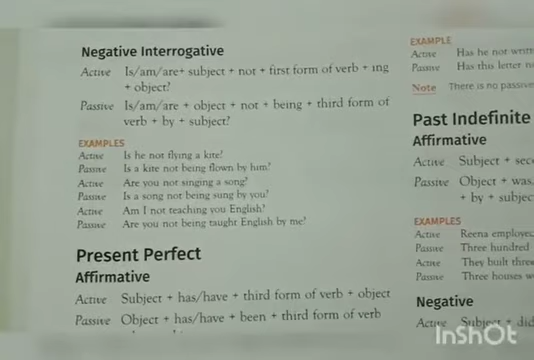 Negative Interrogative
Active Is/am/are+ subject + not + first form of verb + ing
+ object?
Passive Is/am/are + object + not + being + third form of
verb + by + subject?
EXAMPLES
Active Is he not flying a kite?
Passive Is a kite not being flown by him?
Active Are you not singing a song?
Passive Is a song not being sung by you?
Active Am I not teaching you English?
Passive Are you not being taught English by me?
Present Perfect
Affirmative
Active Subject + has/have + third form of verb + object
Passive Object + has/have + been + third form of verb
EXAMPLE
Active Has he not
Passive Has this letter
Note There is no
Past Indefinite
Affirmative
Active Subject +
Passive Object + was
+ by +
EXAMPLES
Active Reena
Passive Three hundred
Active They built
Passive Three houses
Negative
Active Subject +
InShOt